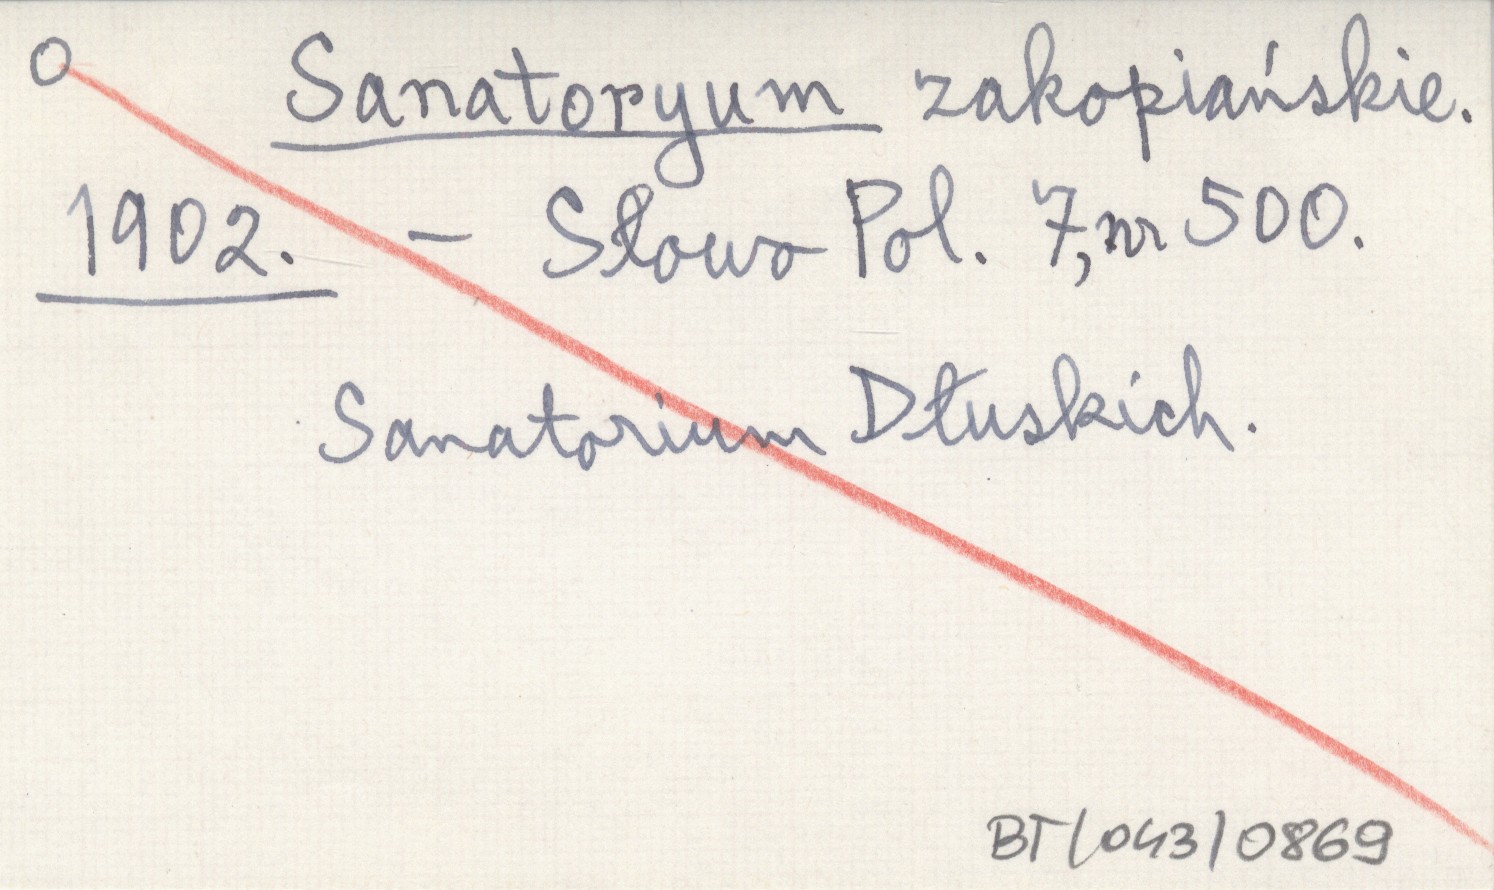 O Sanatoryum zakopiańskie.
1902. – Słowo Pol. 7, nr 500.
Sanatorium Dłuskich.
BT/043/0869